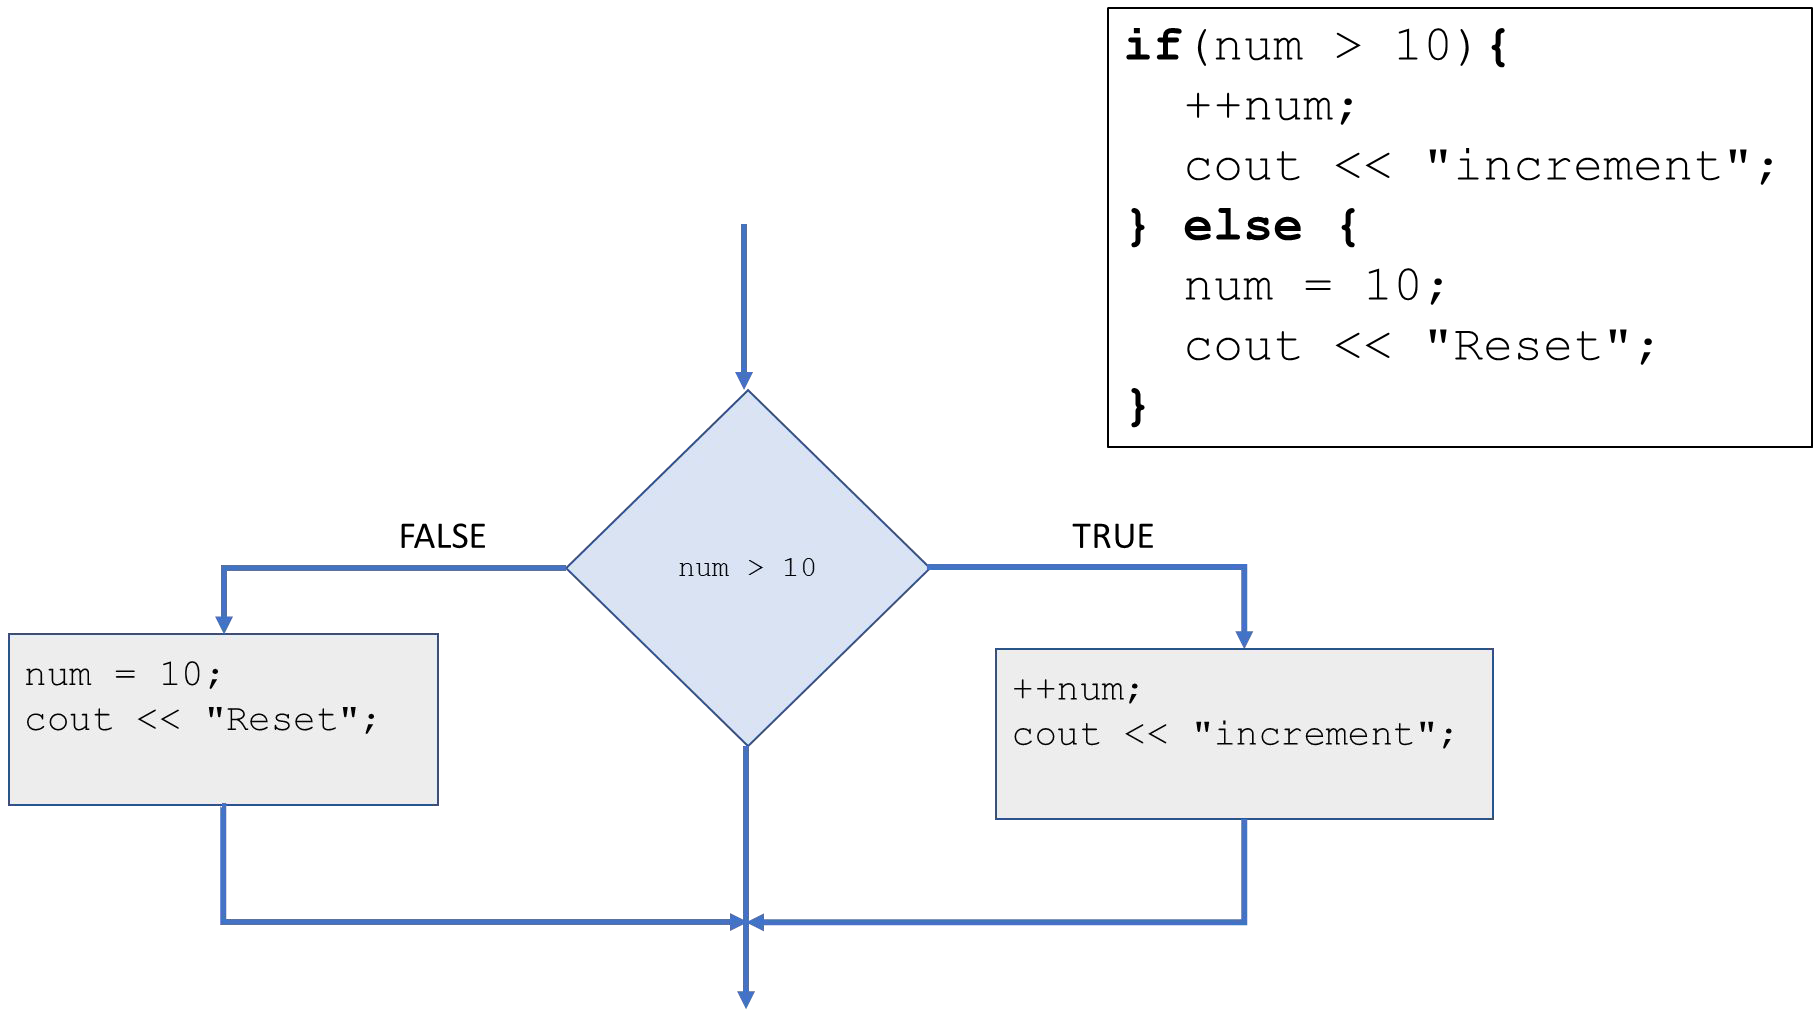 if(num > 10){
++num;
cout << "increment";
} else {
num = 10;
cout << "Reset";
}
FALSE
TRUE
num > 10
num = 10;
cout << "Reset";
++num;
cout << "increment";